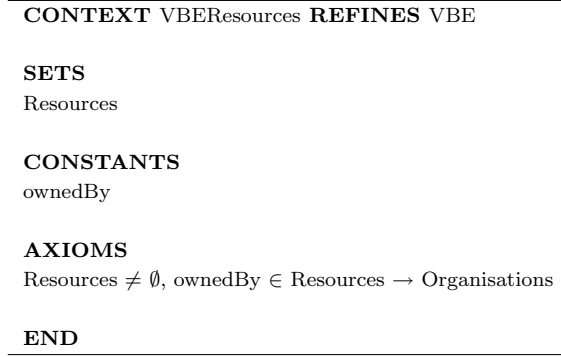 CONTEXT VBEResources REFINES VBE
SETS
Resources
CONSTANTS
ownedBy
AXIOMS
Resources ≠ ∅, ownedBy ∈ Resources → Organisations
END